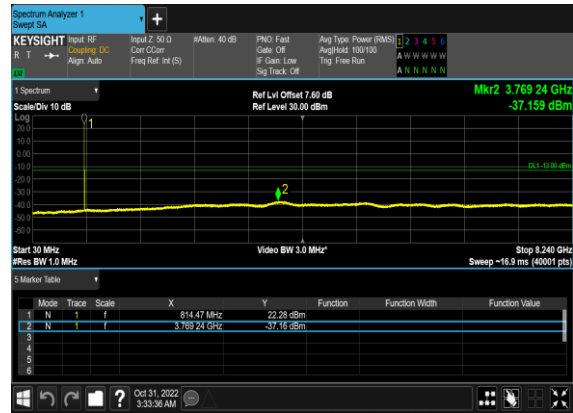 Spectrum Analyzer 1
Swept SA
KEYSIGHT Input: RF Input Z: 50 Ω #Atten: 40 dB PNO: Fast Avg Type: Power (RMS) 1 2 3 4 5 6
R T Coupling: DC Corr CCorr Gate: Off Avg|Hold: 100/100 A W W W W W
Align: Auto Freq Ref: Int (S) IF Gain: Low Trig: Free Run
LW Sig Track: Off A N N N N N
1 Spectrum Ref Lvl Offset 7.60 dB Mkr2 3.769 24 GHz
Scale/Div 10 dB Ref Level 30.00 dBm -37.159 dBm
Log
1
20.0
10.0
0.00
-10.0
DL1 -13.00 dBm
-20.0
-30.0
2
-40.0
-50.0
-60.0
Start 30 MHz Video BW 3.0 MHz* Stop 8.240 GHz
#Res BW 1.0 MHz Sweep ~16.9 ms (40001 pts)
5 Marker Table
Mode Trace Scale X Y Function Function Width Function Value
1 N 1 f 814.47 MHz 22.28 dBm
2 N 1 f 3.769 24 GHz -37.16 dBm
3
4
5
6
? Oct 31, 2022
3:33:36 AM